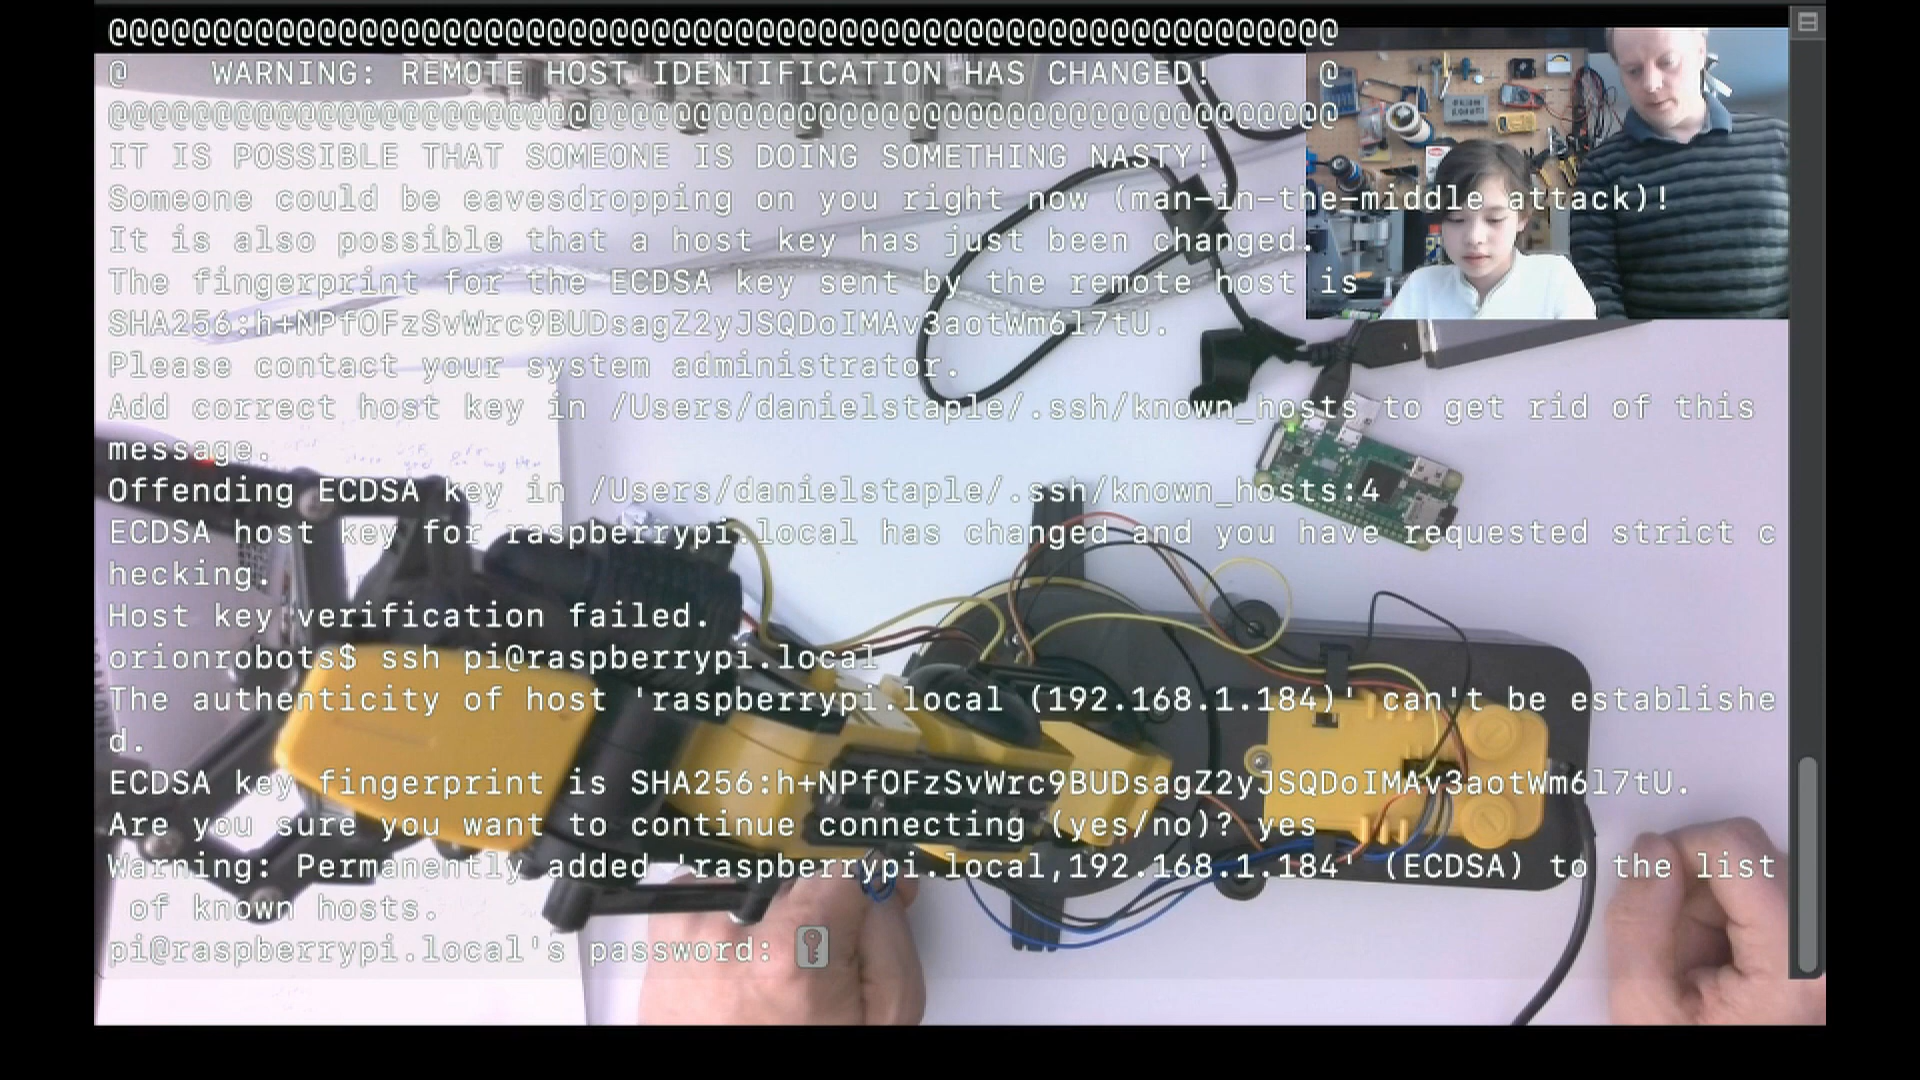 @@@@@@@@@@@@@@@@@@@@@@@@@@@@@@@@@@@@@@@@@@@@@@@@@@@@@@@@@@@
@    WARNING: REMOTE HOST IDENTIFICATION HAS CHANGED!     @
@@@@@@@@@@@@@@@@@@@@@@@@@@@@@@@@@@@@@@@@@@@@@@@@@@@@@@@@@@@
IT IS POSSIBLE THAT SOMEONE IS DOING SOMETHING NASTY!
Someone could be eavesdropping on you right now (man-in-the-middle attack)!
It is also possible that a host key has just been changed.
The fingerprint for the ECDSA key sent by the remote host is
SHA256:h+NPfOFzSvWrc9BUDsagZ2yJSQDoIMAv3aotWm6l7tU.
Please contact your system administrator.
Add correct host key in /Users/danielstaple/.ssh/known_hosts to get rid of this
message.
Offending ECDSA key in /Users/danielstaple/.ssh/known_hosts:4
ECDSA host key for raspberrypi.local has changed and you have requested strict c
hecking.
Host key verification failed.
orionrobots$ ssh pi@raspberrypi.local
The authenticity of host 'raspberrypi.local (192.168.1.184)' can't be establishe
d.
ECDSA key fingerprint is SHA256:h+NPfOFzSvWrc9BUDsagZ2yJSQDoIMAv3aotWm6l7tU.
Are you sure you want to continue connecting (yes/no)? yes
Warning: Permanently added 'raspberrypi.local,192.168.1.184' (ECDSA) to the list
 of known hosts.
pi@raspberrypi.local's password: